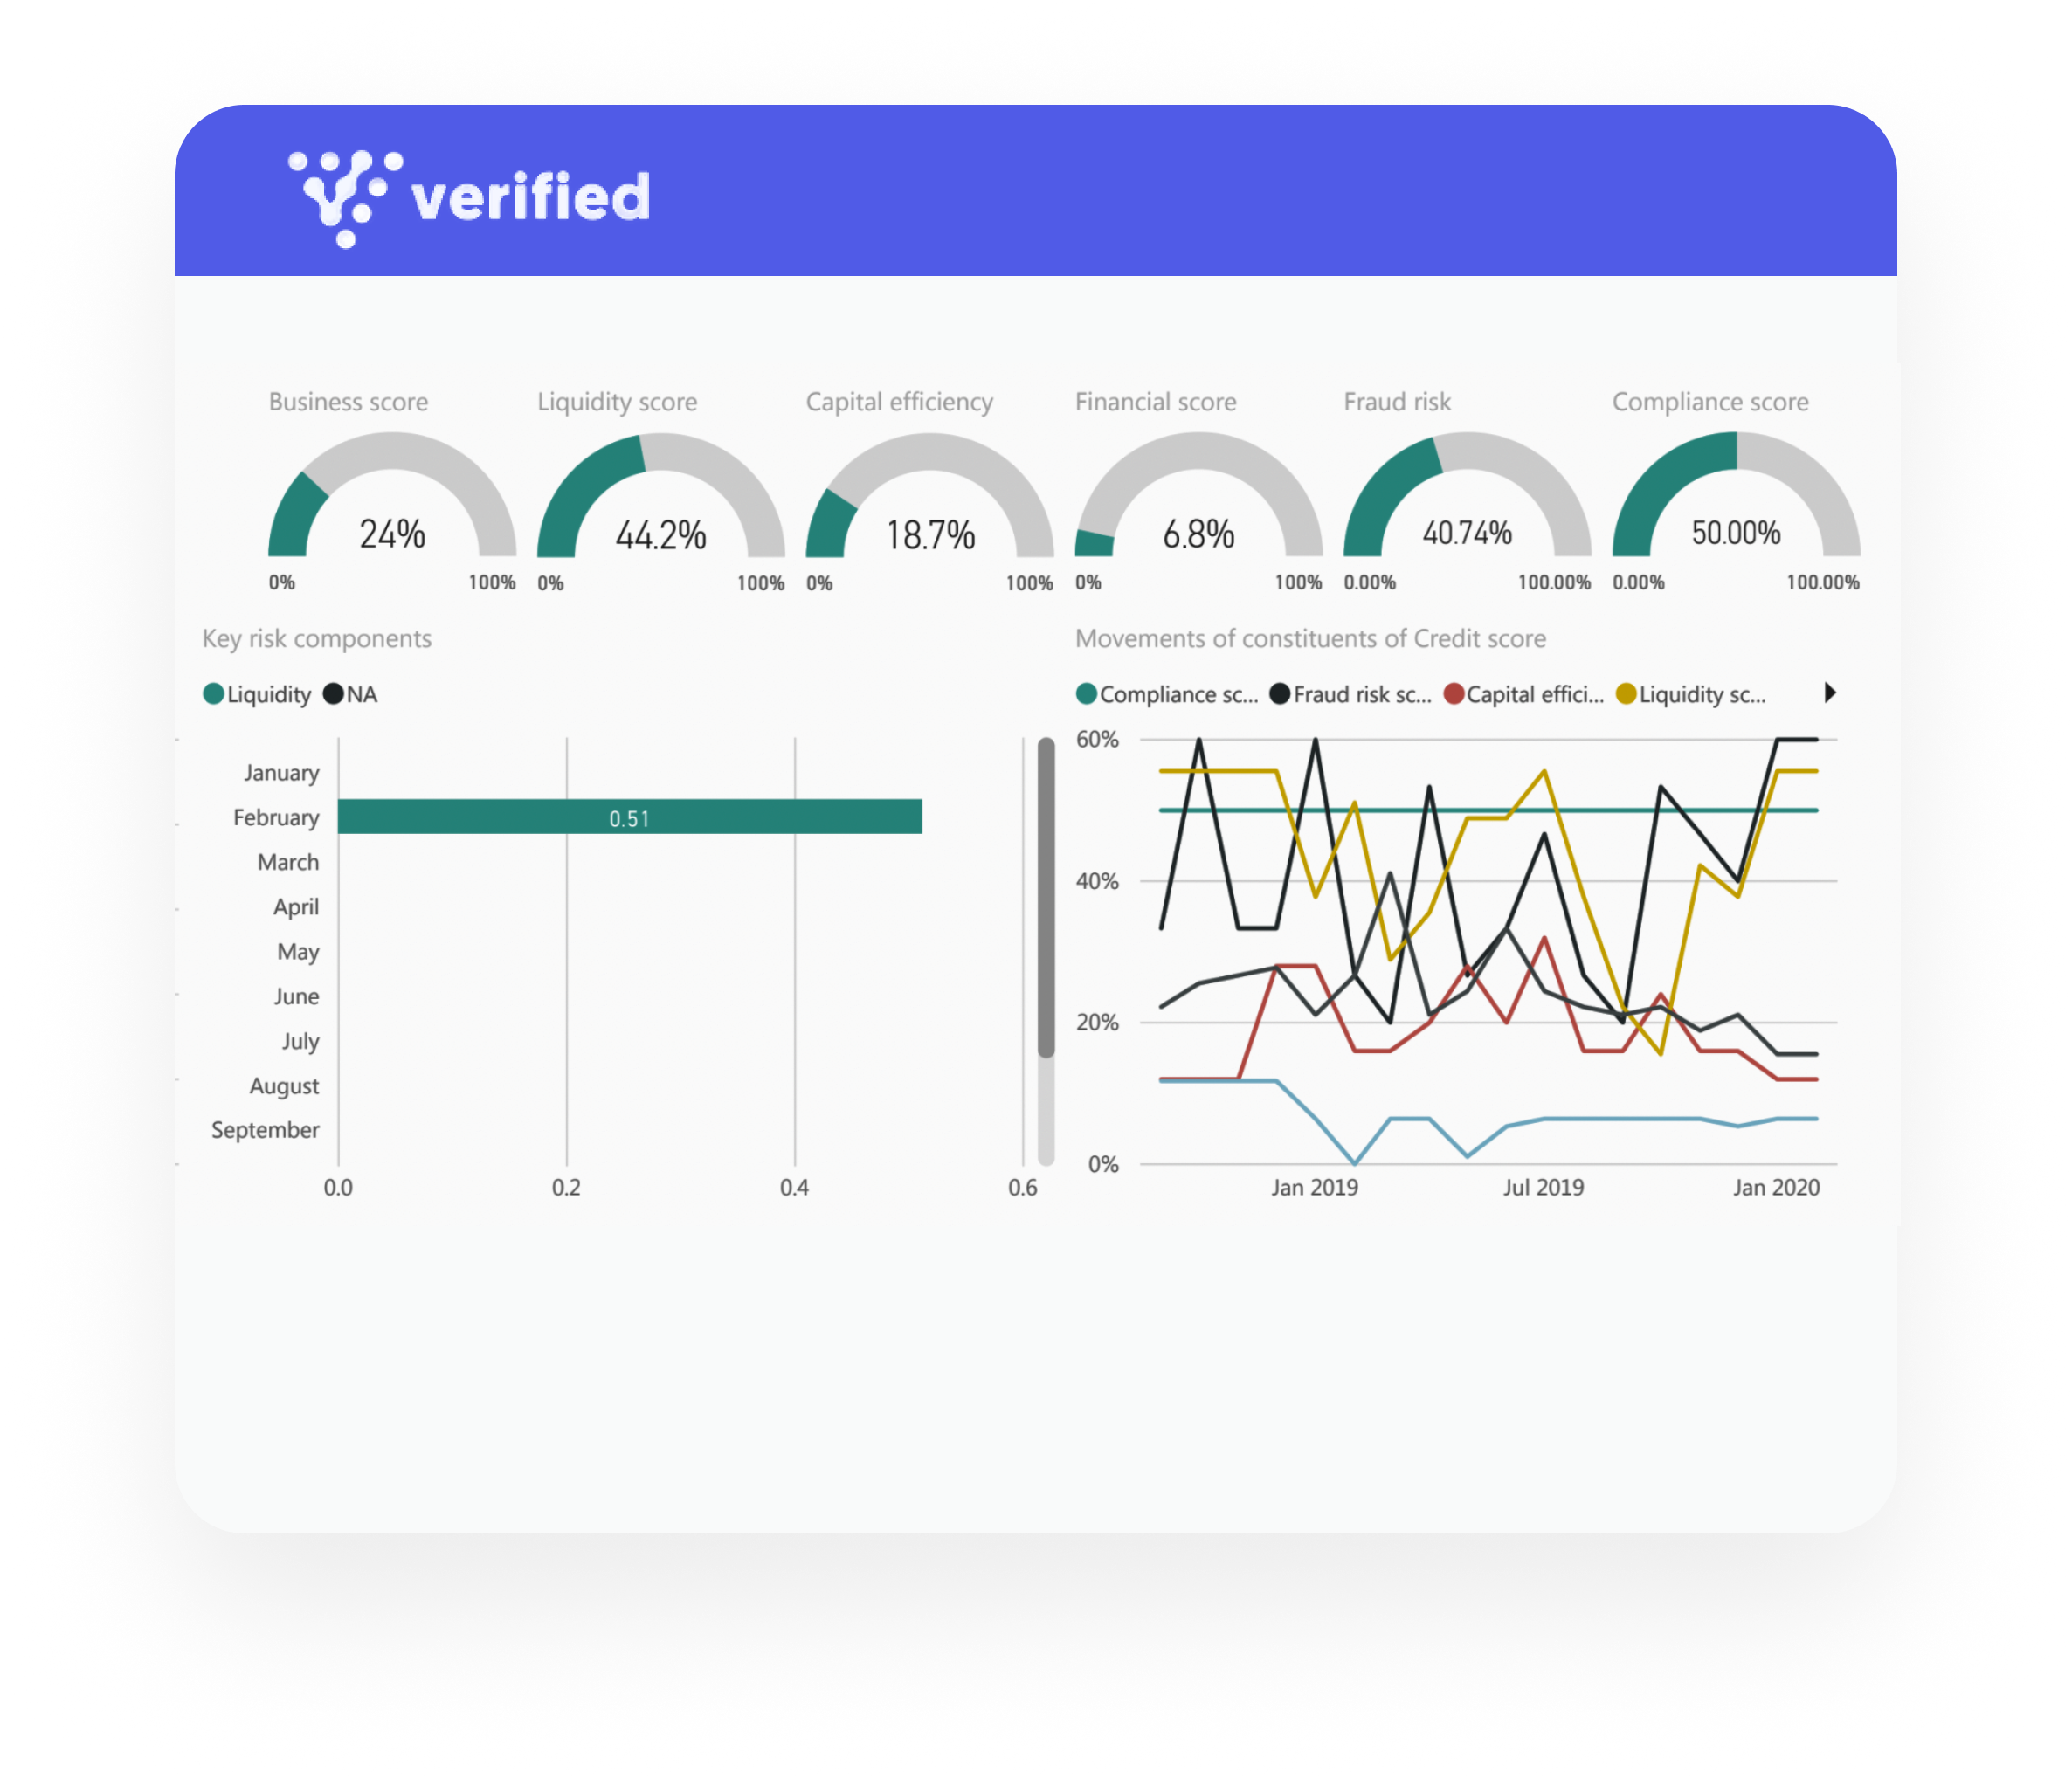 verified
Business score
Liquidity score
Capital efficiency
Financial score
Fraud risk
Compliance score
24%
44.2%
18.7%
6.8%
40.74%
50.00%
0% 100%
0% 100%
0% 100%
0% 100%
0.00% 100.00%
0.00% 100.00%
Key risk components
Liquidity NA
January
February
0.51
March
April
May
June
July
August
September
0.0 0.2 0.4 0.6
Movements of constituents of Credit score
Compliance sc... Fraud risk sc... Capital effici... Liquidity sc...
60%
40%
20%
0%
Jan 2019 Jul 2019 Jan 2020